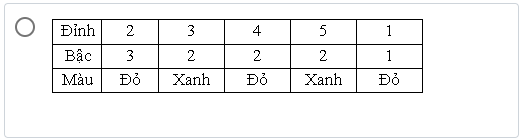 Đỉnh 2 3 4 5 1
Bậc 3 2 2 2 1
Màu Đỏ Xanh Đỏ Xanh Đỏ